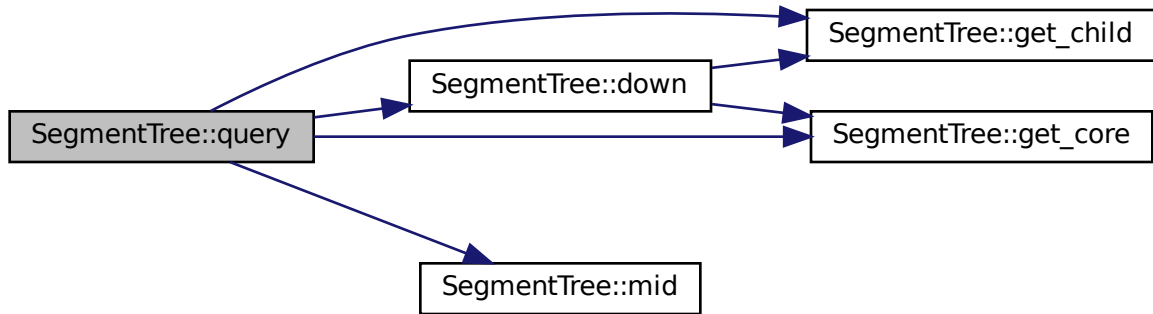 SegmentTree::get_child
SegmentTree::down
SegmentTree::query
SegmentTree::get_core
SegmentTree::mid